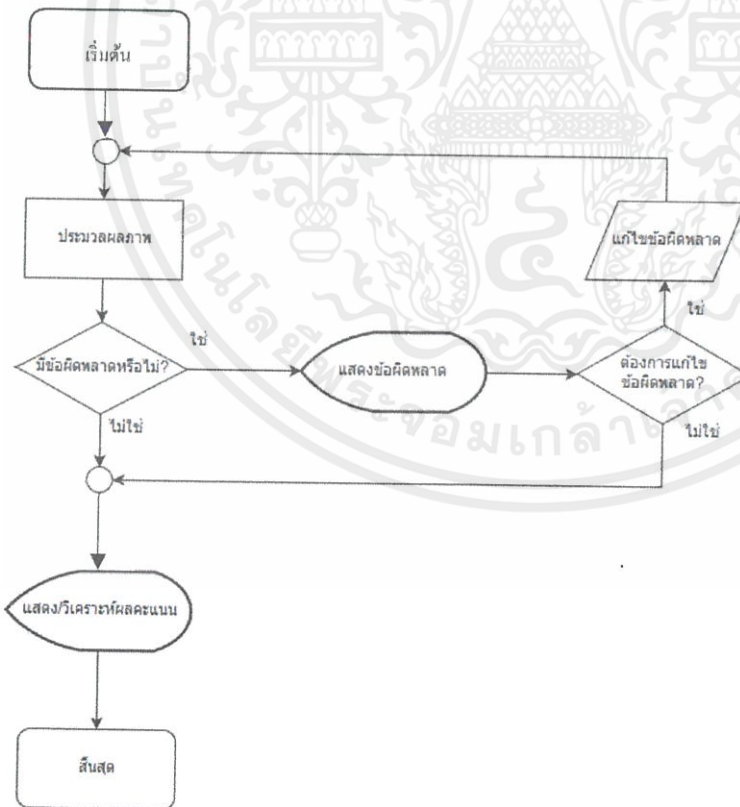 เริ่มต้น
ประมวลผลภาพ
แก้ไขข้อผิดพลาด
ใช่
ใช่
มีข้อผิดพลาดหรือไม่?
แสดงข้อผิดพลาด
ต้องการแก้ไข
ข้อผิดพลาด?
ไม่ใช่
ไม่ใช่
แสดง/วิเคราะห์ผลคะแนน
สิ้นสุด